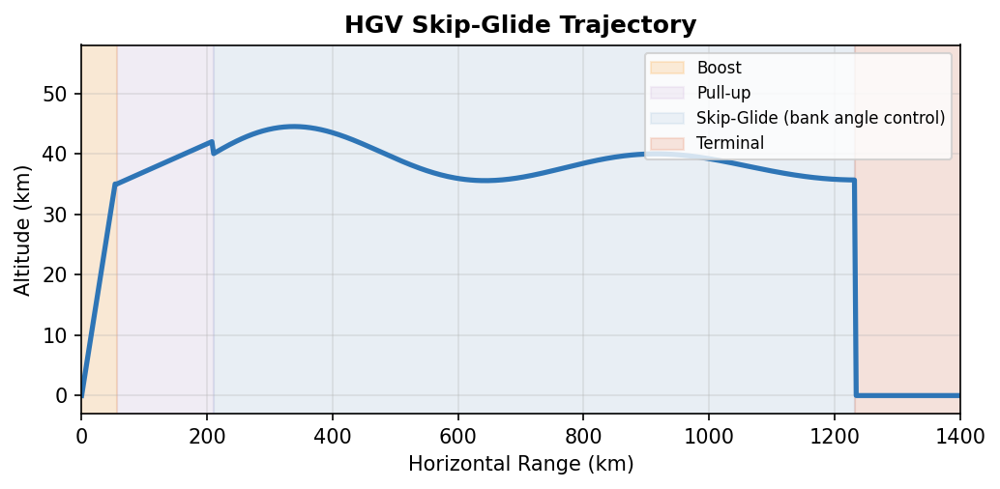 HGV Skip-Glide Trajectory
Altitude (km)
50
40
30
20
10
0
Boost
Pull-up
Skip-Glide (bank angle control)
Terminal
0 200 400 600 800 1000 1200 1400
Horizontal Range (km)